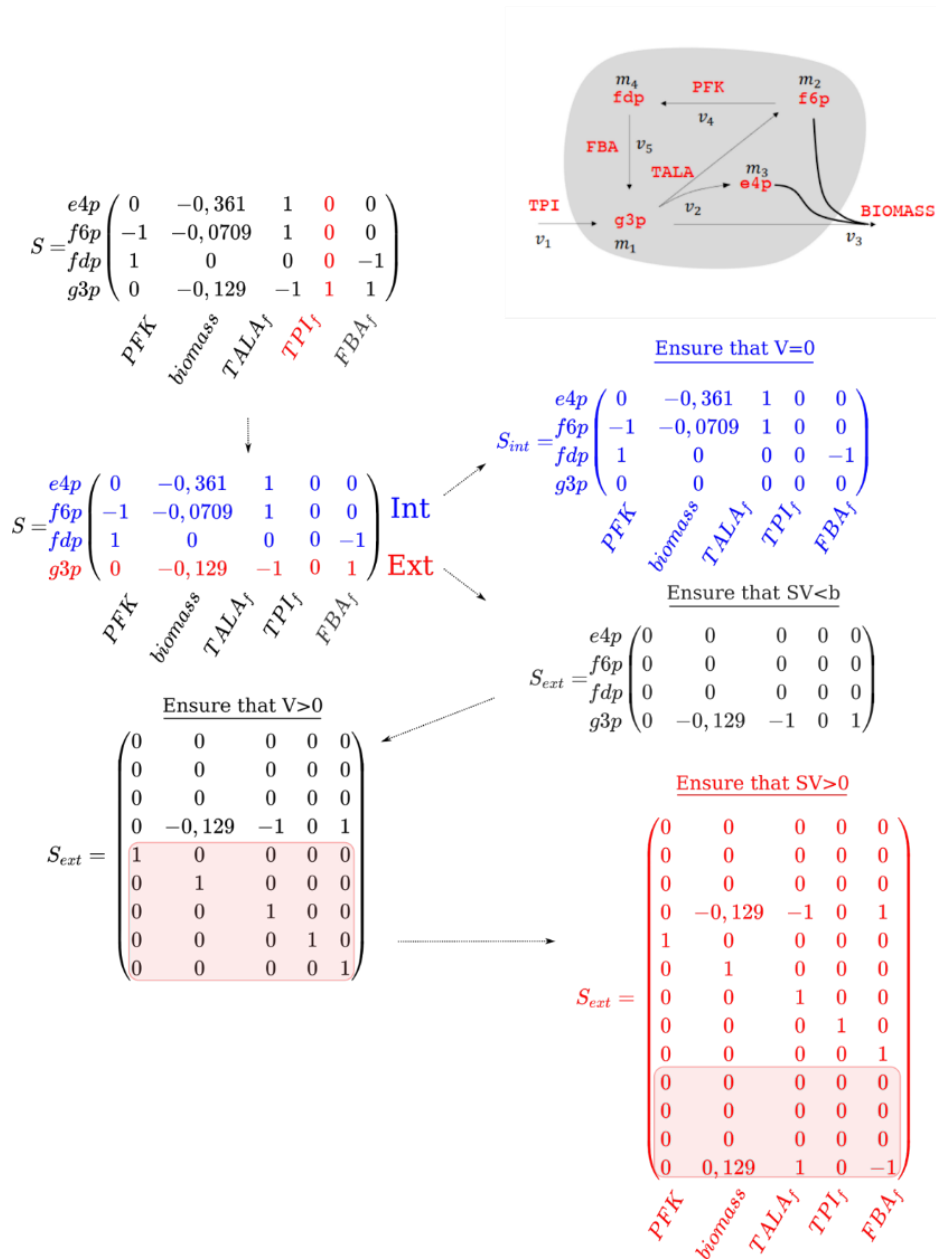 m4 PFK m2
fdp f6p
v4
FBA v5
TALA
m3
e4p
TPI v2 BIOMASS
g3p
v1 m1 v3
S =
e4p 0 −0,361 1 0 0
f6p −1 −0,0709 1 0 0
fdp 1 0 0 0 −1
g3p 0 −0,129 −1 1 1
PFK biomass TALAf TPIf FBAf
Ensure that V=0
Sint =
e4p 0 −0,361 1 0 0
f6p −1 −0,0709 1 0 0
fdp 1 0 0 0 −1
g3p 0 0 0 0 0
PFK biomass TALAf TPIf FBAf
S =
e4p 0 −0,361 1 0 0
f6p −1 −0,0709 1 0 0
fdp 1 0 0 0 −1
g3p 0 −0,129 −1 0 1
Int
Ext
PFK biomass TALAf TPIf FBAf
Ensure that SV<b
Sext =
e4p 0 0 0 0 0
f6p 0 0 0 0 0
fdp 0 0 0 0 0
g3p 0 −0,129 −1 0 1
Ensure that V>0
Sext =
0 0 0 0 0
0 0 0 0 0
0 0 0 0 0
0 −0,129 −1 0 1
1 0 0 0 0
0 1 0 0 0
0 0 1 0 0
0 0 0 1 0
0 0 0 0 1
Ensure that SV>0
Sext =
0 0 0 0 0
0 0 0 0 0
0 0 0 0 0
0 −0,129 −1 0 1
1 0 0 0 0
0 1 0 0 0
0 0 1 0 0
0 0 0 1 0
0 0 0 0 1
0 0 0 0 0
0 0 0 0 0
0 0 0 0 0
0 0,129 1 0 −1
PFK biomass TALAf TPIf FBAf